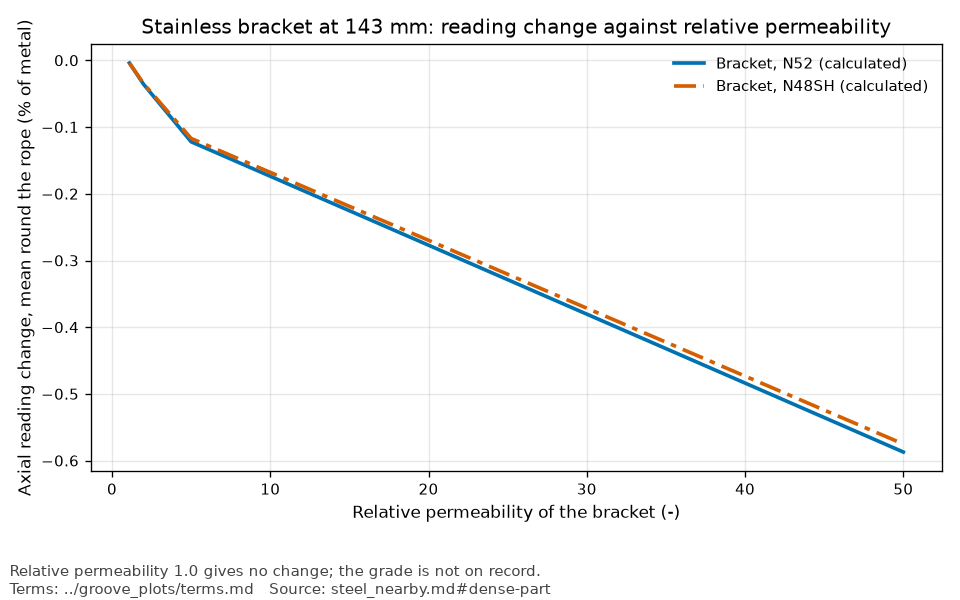 Stainless bracket at 143 mm: reading change against relative permeability
Axial reading change, mean round the rope (% of metal)
0.0
−0.1
−0.2
−0.3
−0.4
−0.5
−0.6
Bracket, N52 (calculated)
Bracket, N48SH (calculated)
0 10 20 30 40 50
Relative permeability of the bracket (-)
Relative permeability 1.0 gives no change; the grade is not on record.
Terms: ../groove_plots/terms.md Source: steel_nearby.md#dense-part